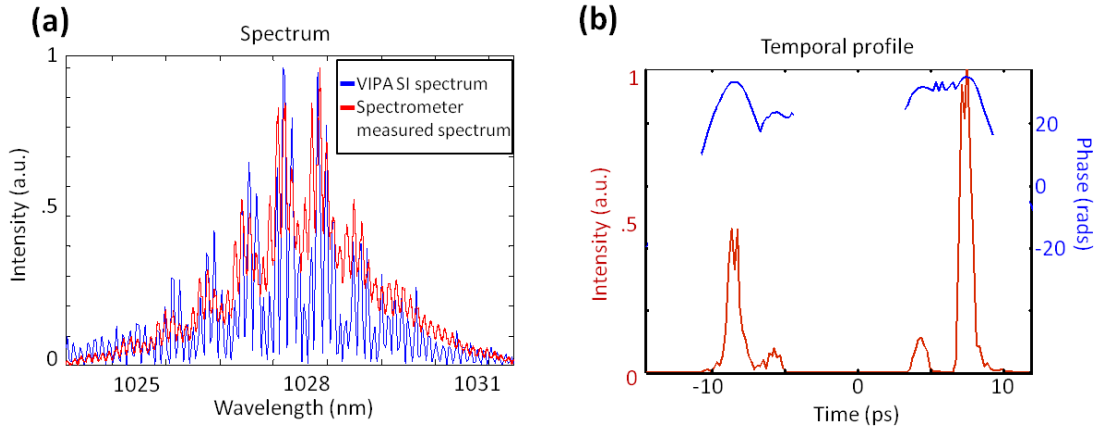 (a)
Spectrum
1
.5
0
Intensity (a.u.)
VIPA SI spectrum
Spectrometer
measured spectrum
1025
1028
1031
Wavelength (nm)
(b)
Temporal profile
1
.5
0
Intensity (a.u.)
20
0
-20
Phase (rads)
-10
0
10
Time (ps)